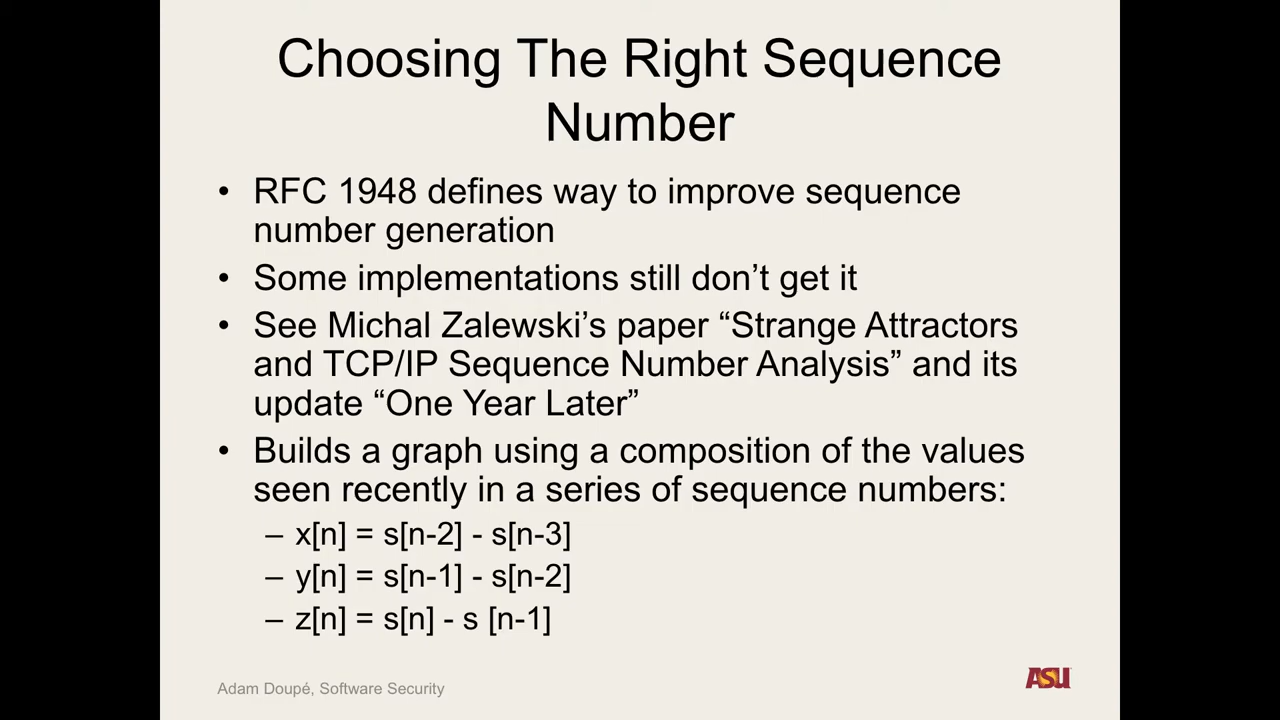 Choosing The Right Sequence
Number
• RFC 1948 defines way to improve sequence
number generation
• Some implementations still don’t get it
• See Michal Zalewski’s paper “Strange Attractors
and TCP/IP Sequence Number Analysis” and its
update “One Year Later”
• Builds a graph using a composition of the values
seen recently in a series of sequence numbers:
– x[n] = s[n-2] - s[n-3]
– y[n] = s[n-1] - s[n-2]
– z[n] = s[n] - s [n-1]
Adam Doupé, Software Security
ASU